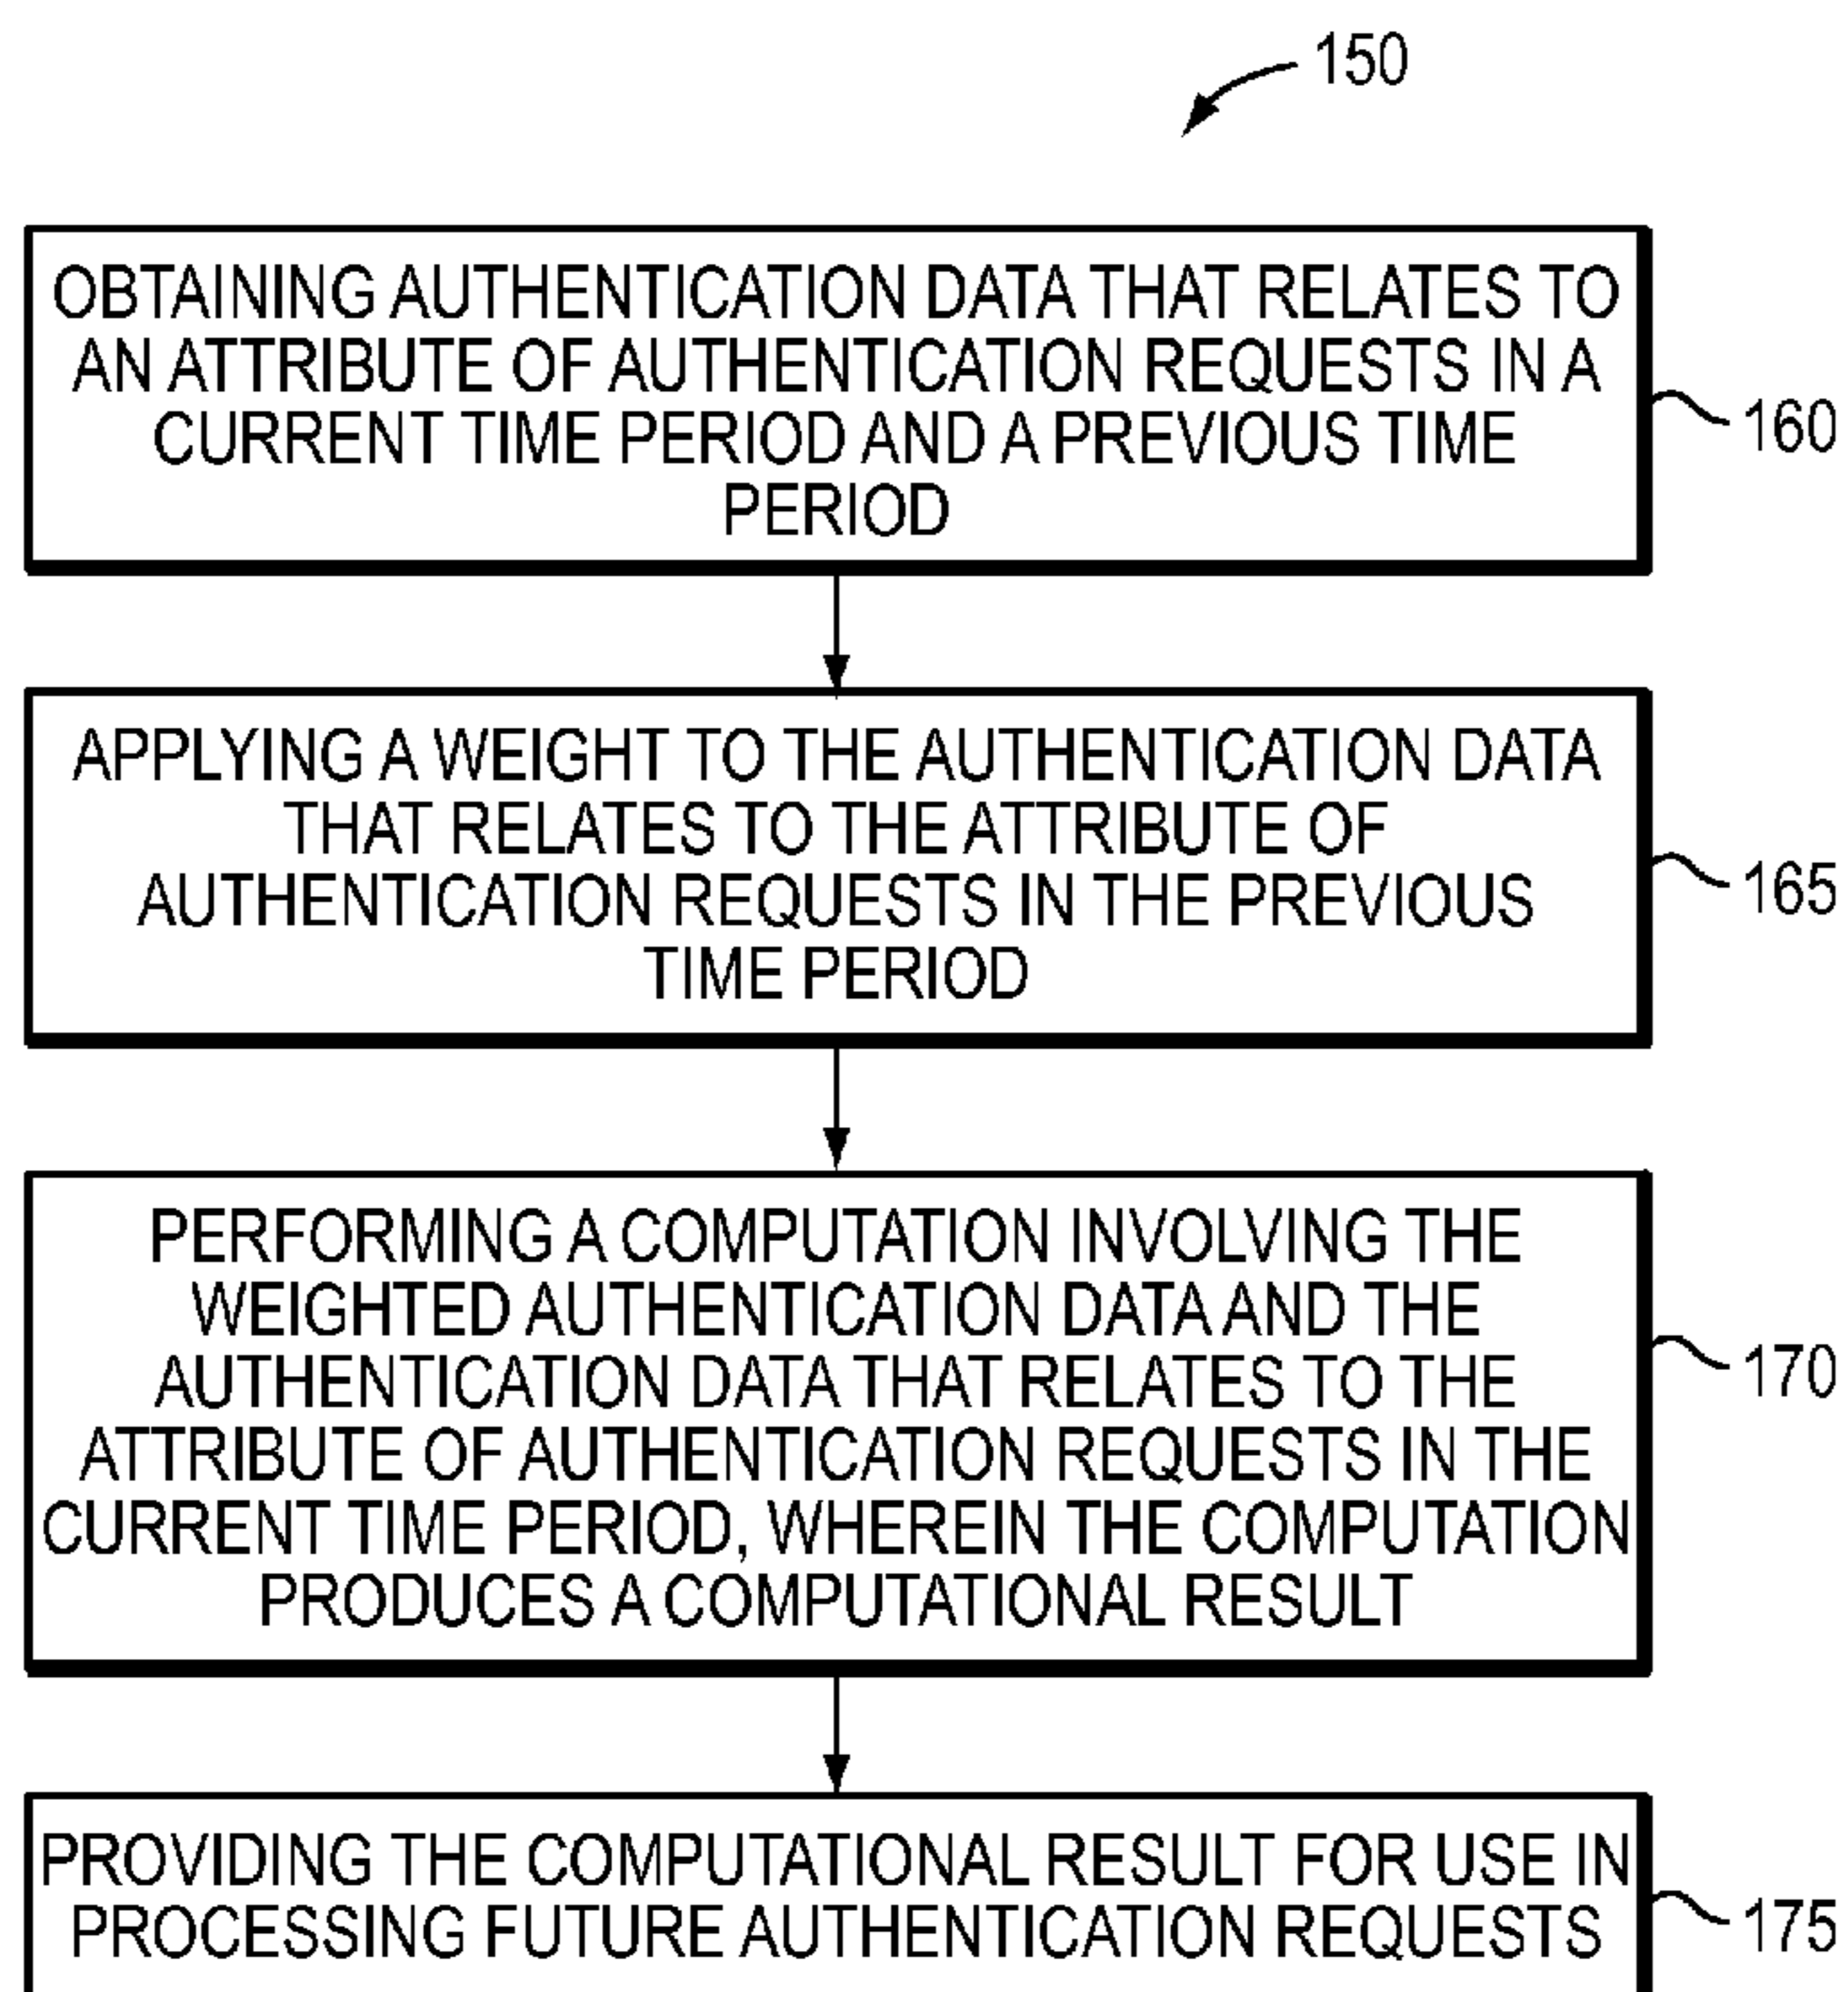 150
OBTAINING AUTHENTICATION DATA THAT RELATES TO
AN ATTRIBUTE OF AUTHENTICATION REQUESTS IN A
CURRENT TIME PERIOD AND A PREVIOUS TIME
PERIOD
160
APPLYING A WEIGHT TO THE AUTHENTICATION DATA
THAT RELATES TO THE ATTRIBUTE OF
AUTHENTICATION REQUESTS IN THE PREVIOUS
TIME PERIOD
165
PERFORMING A COMPUTATION INVOLVING THE
WEIGHTED AUTHENTICATION DATA AND THE
AUTHENTICATION DATA THAT RELATES TO THE
ATTRIBUTE OF AUTHENTICATION REQUESTS IN THE
CURRENT TIME PERIOD, WHEREIN THE COMPUTATION
PRODUCES A COMPUTATIONAL RESULT
170
PROVIDING THE COMPUTATIONAL RESULT FOR USE IN
PROCESSING FUTURE AUTHENTICATION REQUESTS
175